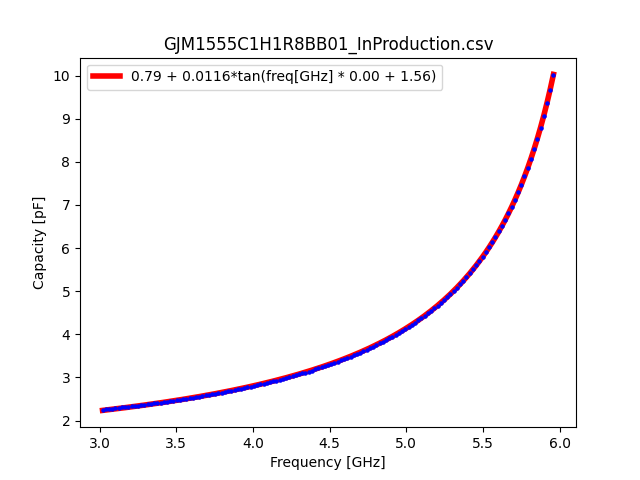 GJM1555C1H1R8BB01_InProduction.csv
0.79 + 0.0116*tan(freq[GHz] * 0.00 + 1.56)
10
9
8
7
6
5
4
3
2
Capacity [pF]
3.0 3.5 4.0 4.5 5.0 5.5 6.0
Frequency [GHz]